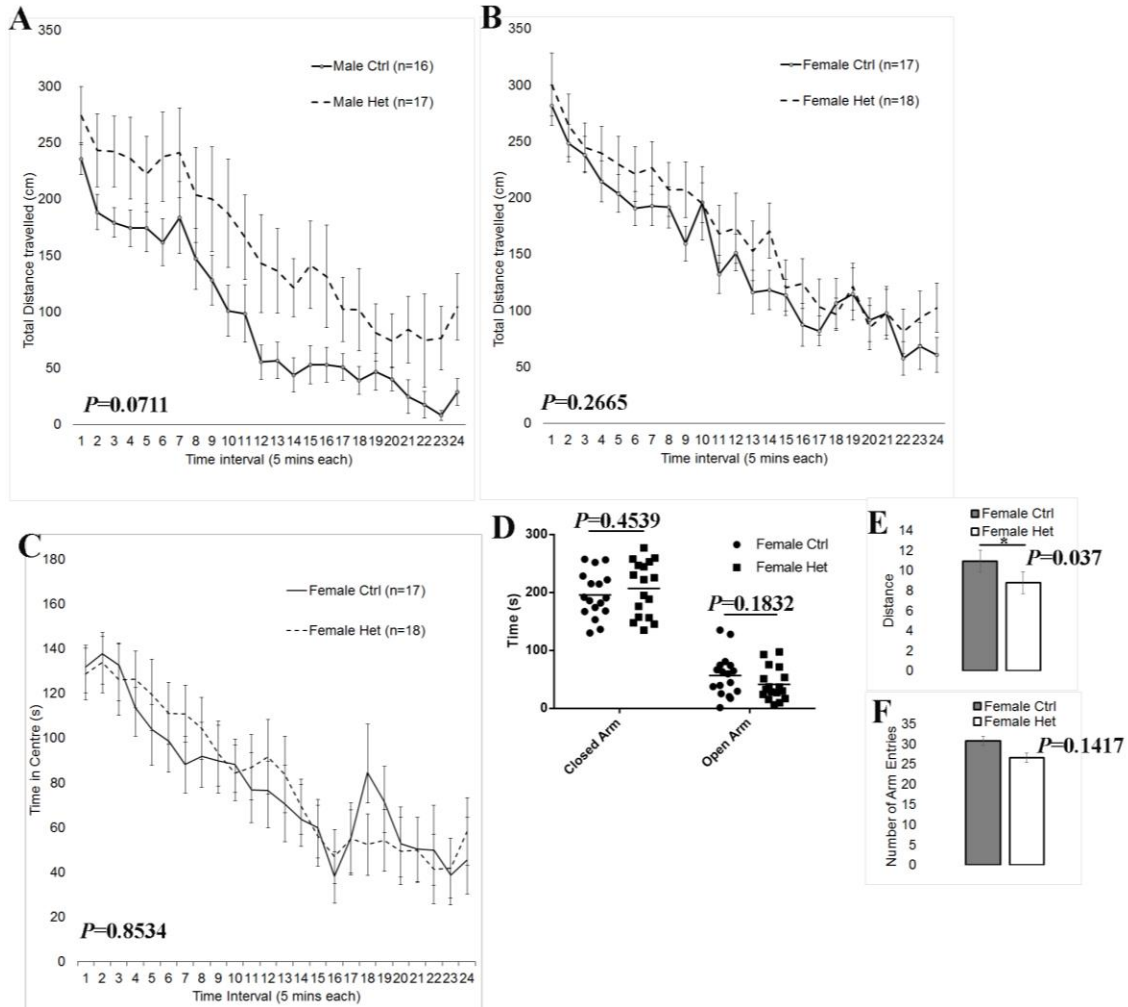 A
350
300
250
200
150
100
50
0
Total Distance travelled (cm)
Male Ctrl (n=16)
Male Het (n=17)
P=0.0711
1 2 3 4 5 6 7 8 9 10 11 12 13 14 15 16 17 18 19 20 21 22 23 24
Time interval (5 mins each)
B
350
300
250
200
150
100
50
0
Total Distance travelled (cm)
Female Ctrl (n=17)
Female Het (n=18)
P=0.2665
1 2 3 4 5 6 7 8 9 10 11 12 13 14 15 16 17 18 19 20 21 22 23 24
Time interval (5 mins each)
C
180
160
140
120
100
80
60
40
20
0
Time in Centre (s)
Female Ctrl (n=17)
Female Het (n=18)
P=0.8534
1 2 3 4 5 6 7 8 9 10 11 12 13 14 15 16 17 18 19 20 21 22 23 24
Time Interval (5 mins each)
D
P=0.4539
300
200
100
0
Time (s)
Female Ctrl
Female Het
P=0.1832
Closed Arm
Open Arm
E
Female Ctrl
Female Het
14
12
10
8
6
4
2
0
Distance
*
P=0.037
F
Female Ctrl
Female Het
35
30
25
20
15
10
5
0
Number of Arm Entries
P=0.1417